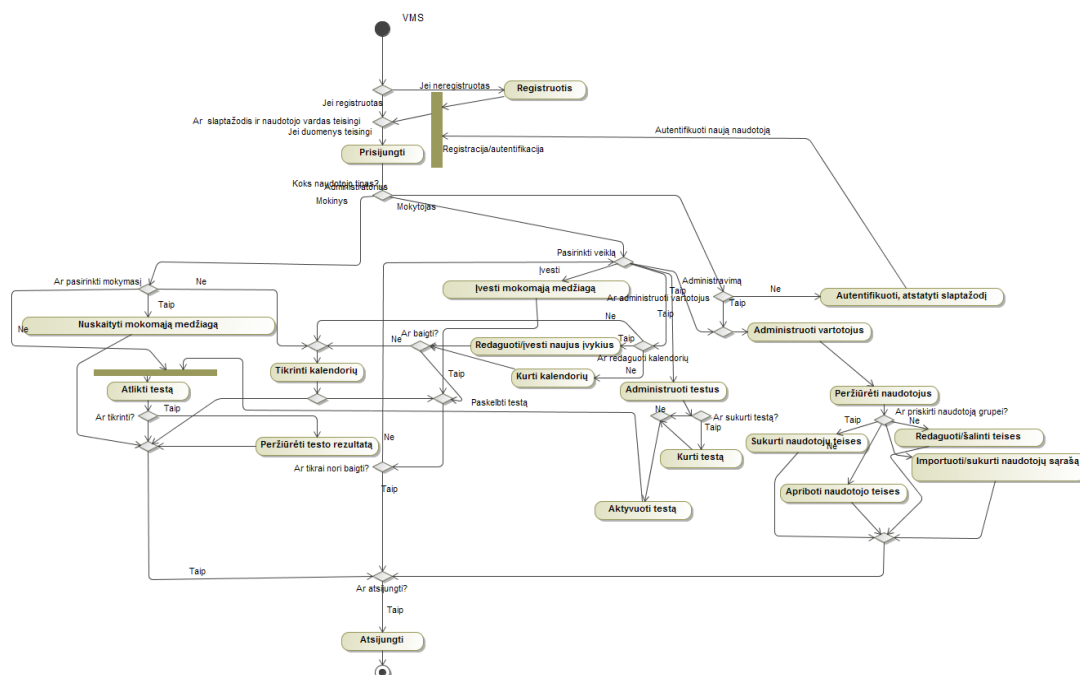 VMS
Jei neregistruotas
Registruotis
Jei registruotas
Ar slaptažodis ir naudotojo vardas teisingi
Jei duomenys teisingi
Autentifikuoti naują naudotoją
Registracija/autentifikacija
Prisijungti
Koks naudotojo tipas?
Administratorius
Mokinys
Mokytojas
Pasirinkti veiklą
Įvesti
Ar pasirinkti mokymąsi
Ne
Administravimą
Ne
Taip
Įvesti mokomąją medžiagą
Autentifikuoti, atstatyti slaptažodį
Ar administruoti vartotojus
Taip
Taip
Taip
Ne
Nuskaityti mokomąją medžiagą
Ne
Ar baigti?
Ne
Taip
Administruoti vartotojus
Redaguoti/įvesti naujus įvykius
Ar redaguoti kalendorių
Tikrinti kalendorių
Taip
Kurti kalendorių
Ne
Atlikti testą
Administruoti testus
Peržiūrėti naudotojus
Paskelbti testą
Taip
Ar tikrinti?
Ne
Ar sukurti testą?
Taip
Ar priskirti naudotoją grupei?
Taip
Ne
Peržiūrėti testo rezultatą
Ne
Sukurti naudotojų teises
Ne
Redaguoti/šalinti teises
Kurti testą
Importuoti/sukurti naudotojų sąrašą
Ar tikrai nori baigti?
Taip
Apriboti naudotojo teises
Aktyvuoti testą
Taip
Ar atsijungti?
Taip
Atsijungti